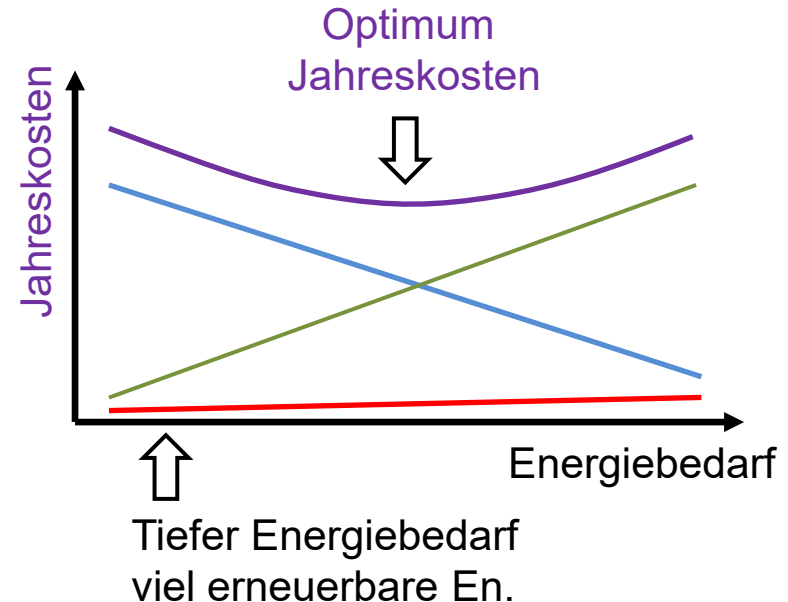 Optimum
Jahreskosten
Jahreskosten
Energiebedarf
Tiefer Energiebedarf
viel erneuerbare En.